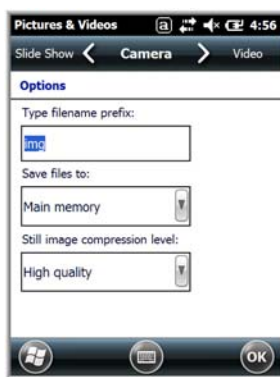 Pictures & Videos a 4:56
Slide Show Camera Video
Options
Type filename prefix:
img
Save files to:
Main memory
Still image compression level:
High quality
OK